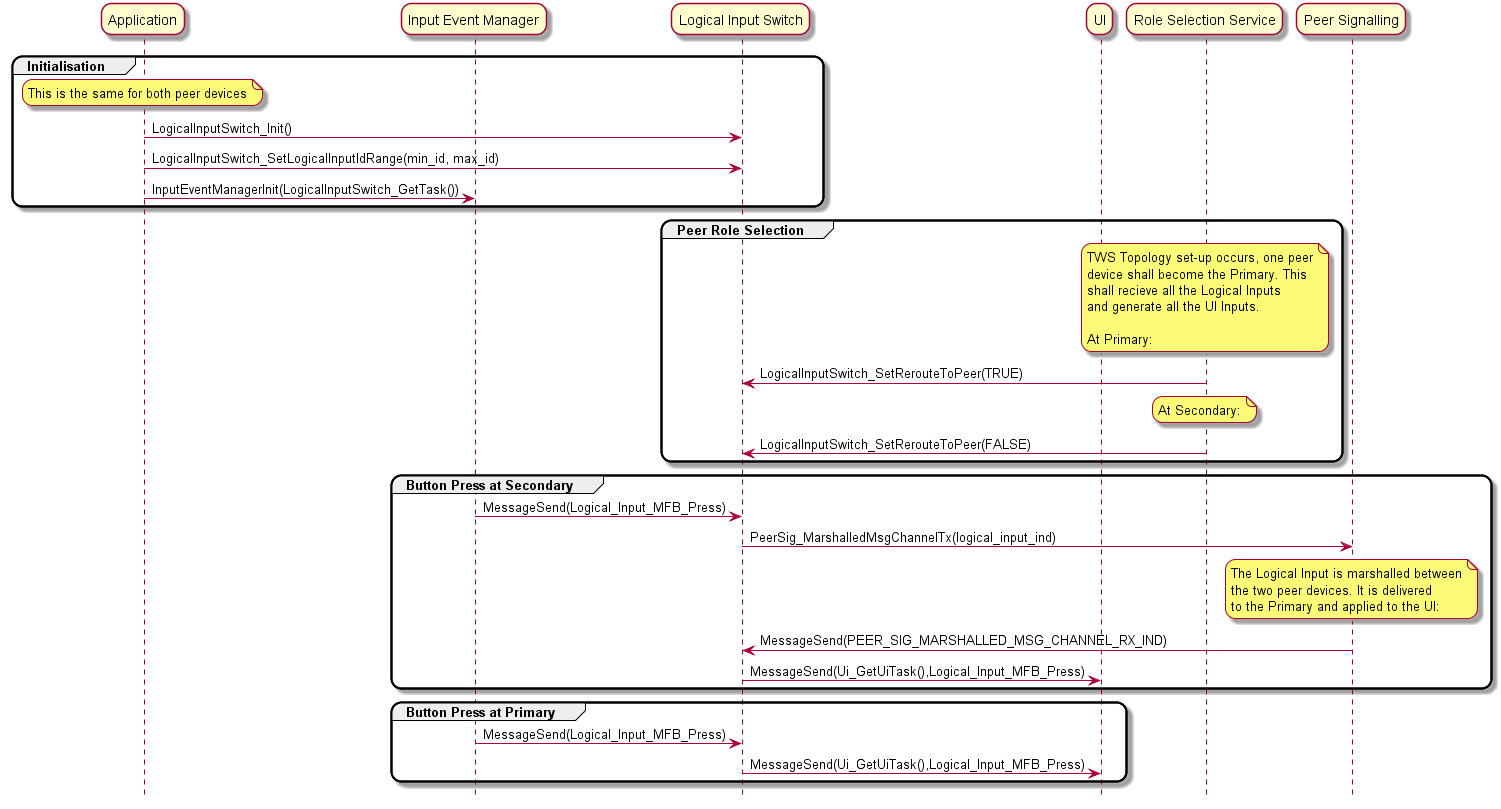 Application
Input Event Manager
Logical Input Switch
UI
Role Selection Service
Peer Signalling
Initialisation
This is the same for both peer devices
LogicalInputSwitch_Init()
LogicalInputSwitch_SetLogicalInputIdRange(min_id, max_id)
InputEventManagerInit(LogicalInputSwitch_GetTask())
Peer Role Selection
TWS Topology set-up occurs, one peer
device shall become the Primary. This
shall recieve all the Logical Inputs
and generate all the UI Inputs.
At Primary:
LogicalInputSwitch_SetRerouteToPeer(TRUE)
At Secondary:
LogicalInputSwitch_SetRerouteToPeer(FALSE)
Button Press at Secondary
MessageSend(Logical_Input_MFB_Press)
PeerSig_MarshalledMsgChannelTx(logical_input_ind)
The Logical Input is marshalled between
the two peer devices. It is delivered
to the Primary and applied to the UI:
MessageSend(PEER_SIG_MARSHALLED_MSG_CHANNEL_RX_IND)
MessageSend(Ui_GetUiTask(),Logical_Input_MFB_Press)
Button Press at Primary
MessageSend(Logical_Input_MFB_Press)
MessageSend(Ui_GetUiTask(),Logical_Input_MFB_Press)